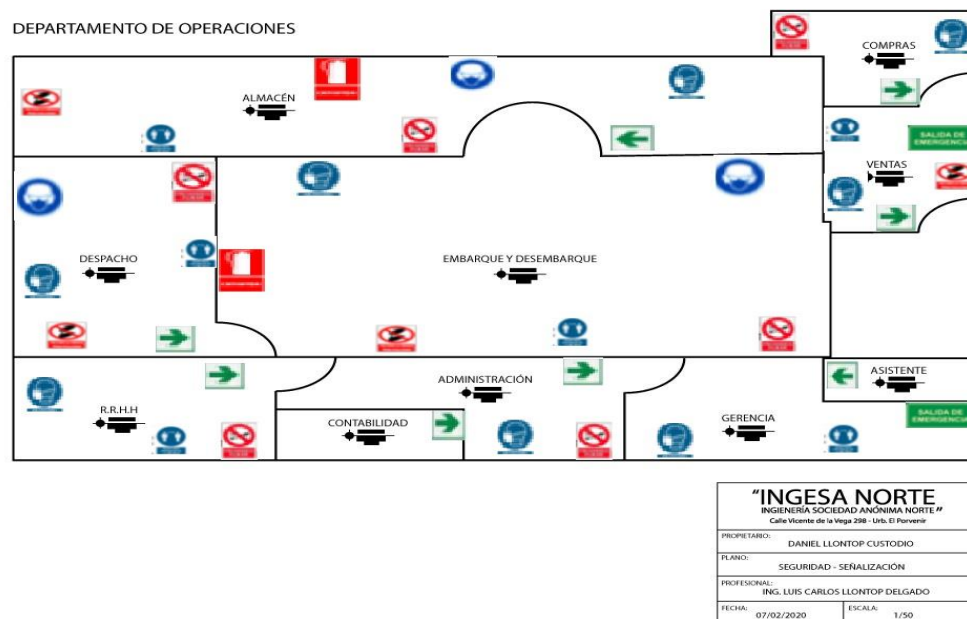 DEPARTAMENTO DE OPERACIONES
COMPRAS
ALMACÉN
SALIDA DE
EMERGENCIA
VENTAS
DESPACHO
EMBARQUE Y DESEMBARQUE
ASISTENTE
ADMINISTRACIÓN
R.R.H.H
CONTABILIDAD
GERENCIA
SALIDA DE
EMERGENCIA
"INGESA NORTE
INGIENERÍA SOCIEDAD ANÓNIMA NORTE"
Calle Vicente de la Vega 298 - Urb. El Porvenir
PROPIETARIO:
DANIEL LLONTOP CUSTODIO
PLANO:
SEGURIDAD - SEÑALIZACIÓN
PROFESIONAL:
ING. LUIS CARLOS LLONTOP DELGADO
FECHA:
07/02/2020
ESCALA:
1/50